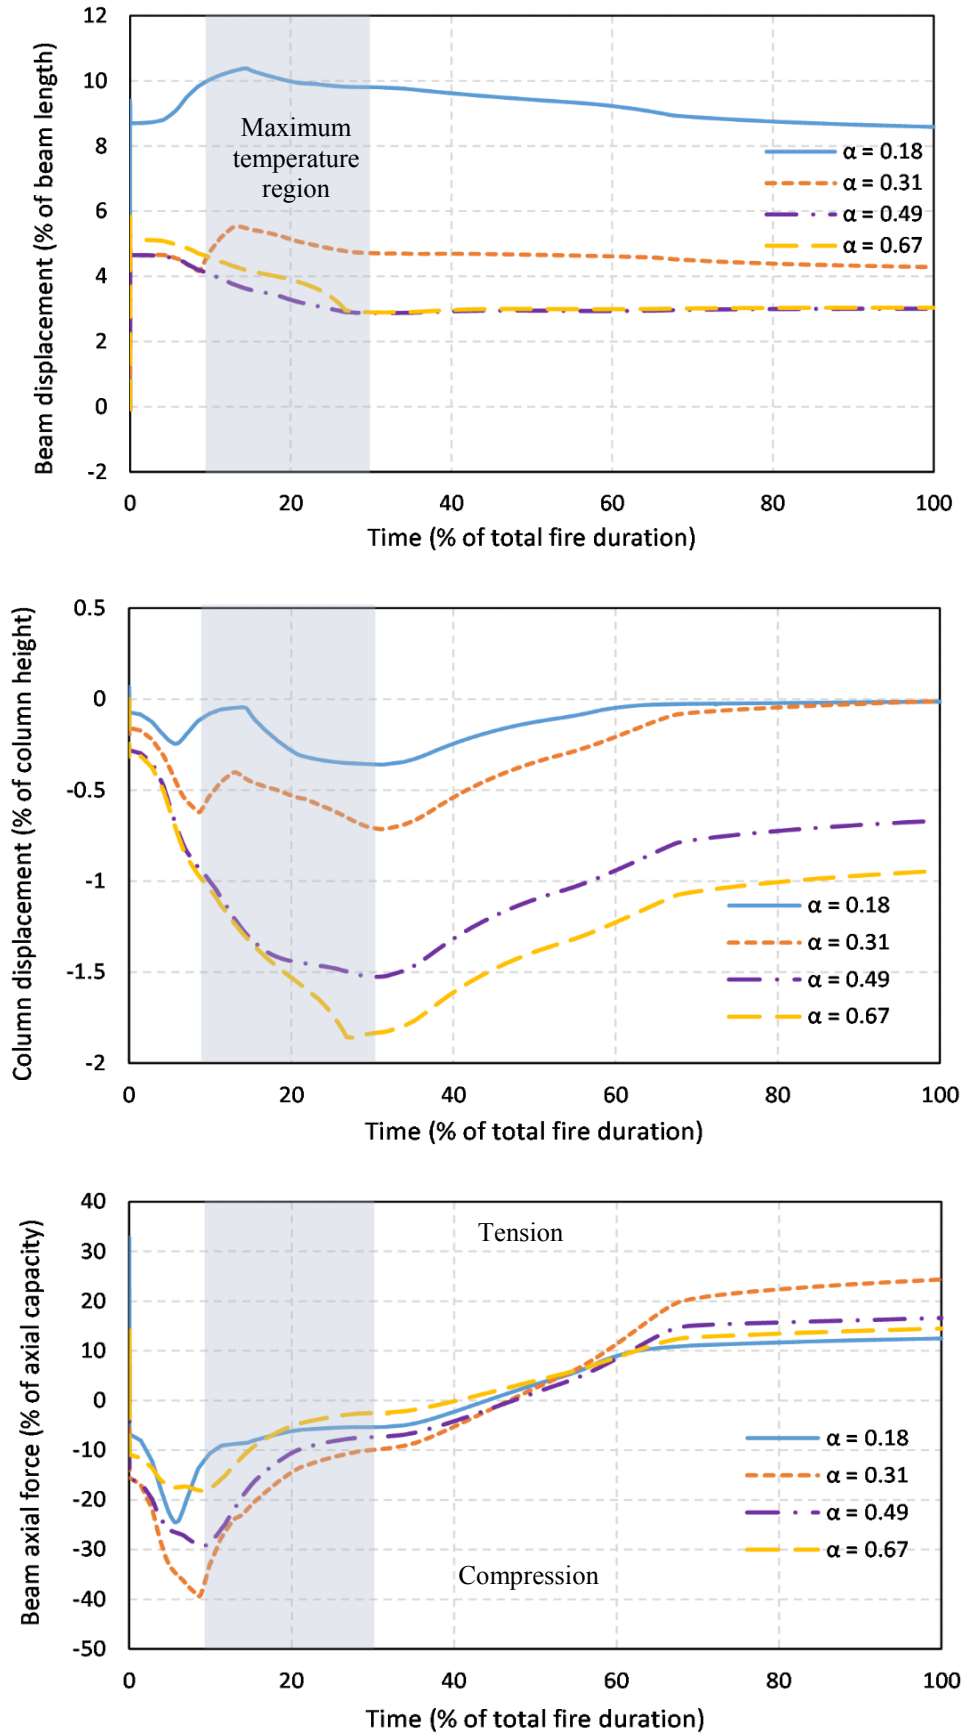 12
10
8
6
4
2
0
-2
Beam displacement (% of beam length)
Maximum
temperature
region
α = 0.18
α = 0.31
α = 0.49
α = 0.67
0 20 40 60 80 100
Time (% of total fire duration)
0.5
0
-0.5
-1
-1.5
-2
Column displacement (% of column height)
α = 0.18
α = 0.31
α = 0.49
α = 0.67
0 20 40 60 80 100
Time (% of total fire duration)
40
30
20
10
0
-10
-20
-30
-40
-50
Beam axial force (% of axial capacity)
Tension
α = 0.18
α = 0.31
α = 0.49
α = 0.67
Compression
0 20 40 60 80 100
Time (% of total fire duration)